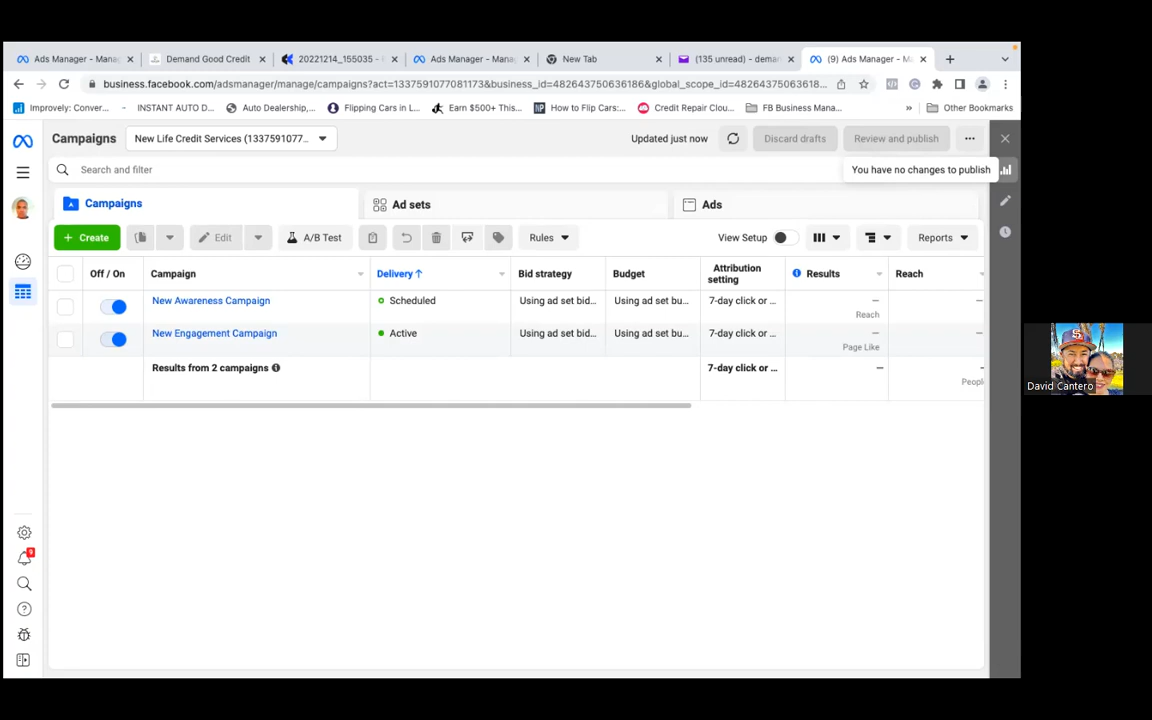 Ads Manager - Manag
Demand Good Credit
20221214_155035 -
Ads Manager - Manag
New Tab
(135 unread) - deman
(9) Ads Manager - M
business.facebook.com/adsmanager/manage/campaigns?act=1337591077081173&business_id=482643750636186&global_scope_id=48264375063618...
Improvely: Conver...
INSTANT AUTO D...
Auto Dealership,...
Flipping Cars in L...
Earn $500+ This...
How to Flip Cars:...
Credit Repair Clou...
FB Business Mana...
»
Other Bookmarks
Campaigns
New Life Credit Services (1337591077...
Updated just now
Discard drafts
Review and publish
Search and filter
You have no changes to publish
Campaigns
Ad sets
Ads
+ Create
Edit
A/B Test
Rules
View Setup
Reports
Off / On
Campaign
Delivery ↑
Bid strategy
Budget
Attribution
setting
Results
Reach
New Awareness Campaign
Scheduled
Using ad set bid...
Using ad set bu...
7-day click or ...
—
Reach
—
New Engagement Campaign
Active
Using ad set bid...
Using ad set bu...
7-day click or ...
—
Page Like
—
Results from 2 campaigns
7-day click or ...
—
—
Peopl
9
David Cantero